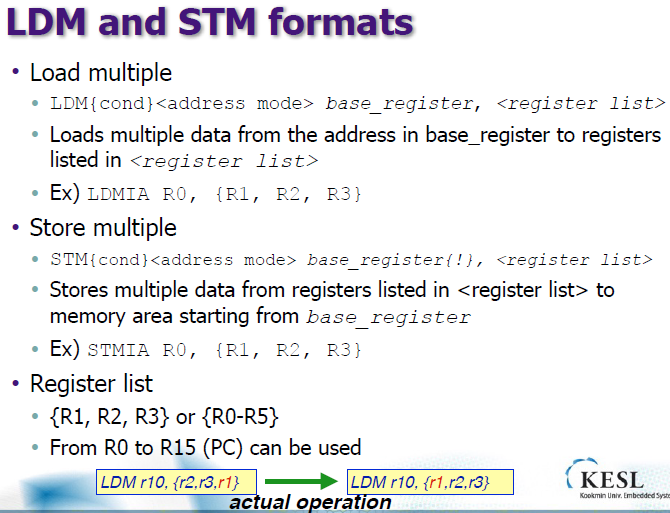 LDM and STM formats
• Load multiple
• LDM{cond}<address mode> base_register, <register list>
• Loads multiple data from the address in base_register to registers
listed in <register list>
• Ex) LDMIA R0, {R1, R2, R3}
• Store multiple
• STM{cond}<address mode> base_register{!}, <register list>
• Stores multiple data from registers listed in <register list> to
memory area starting from base_register
• Ex) STMIA R0, {R1, R2, R3}
• Register list
• {R1, R2, R3} or {R0-R5}
• From R0 to R15 (PC) can be used
LDM r10, {r2,r3,r1}
LDM r10, {r1,r2,r3}
actual operation
KESL
Kookmin Univ. Embedded Syste